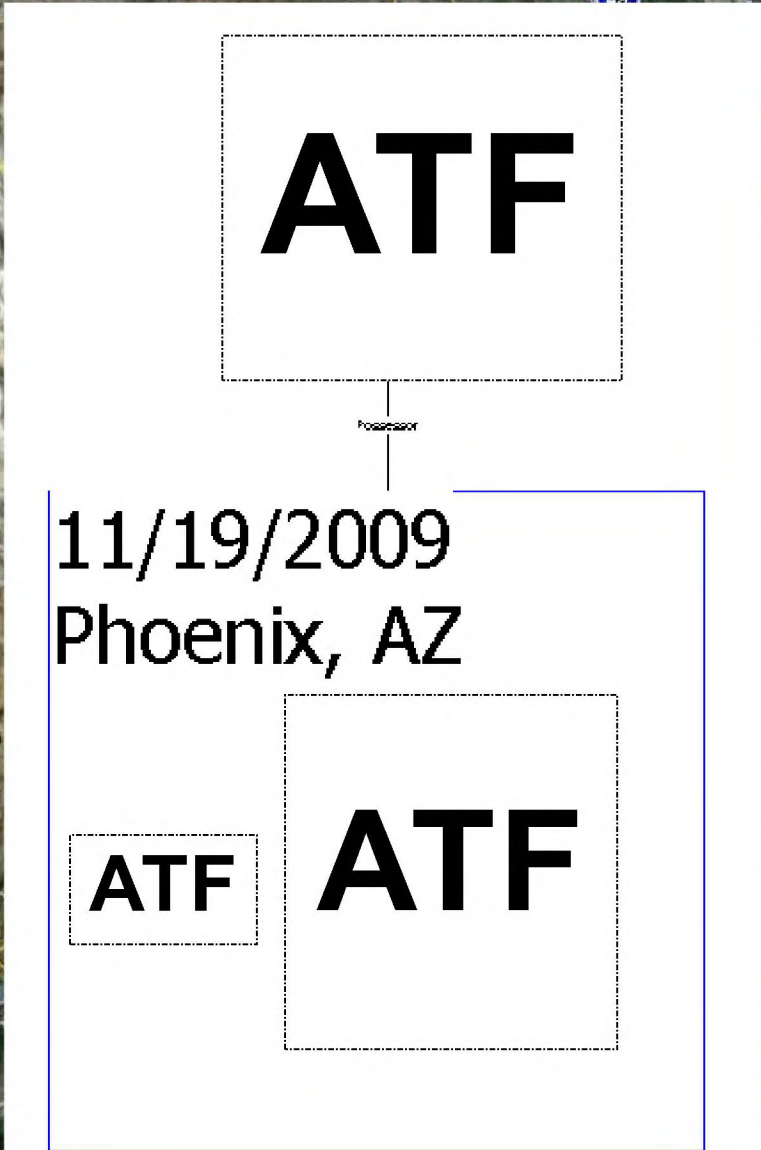 ATF
Possessor
11/19/2009
Phoenix, AZ
ATF
ATF